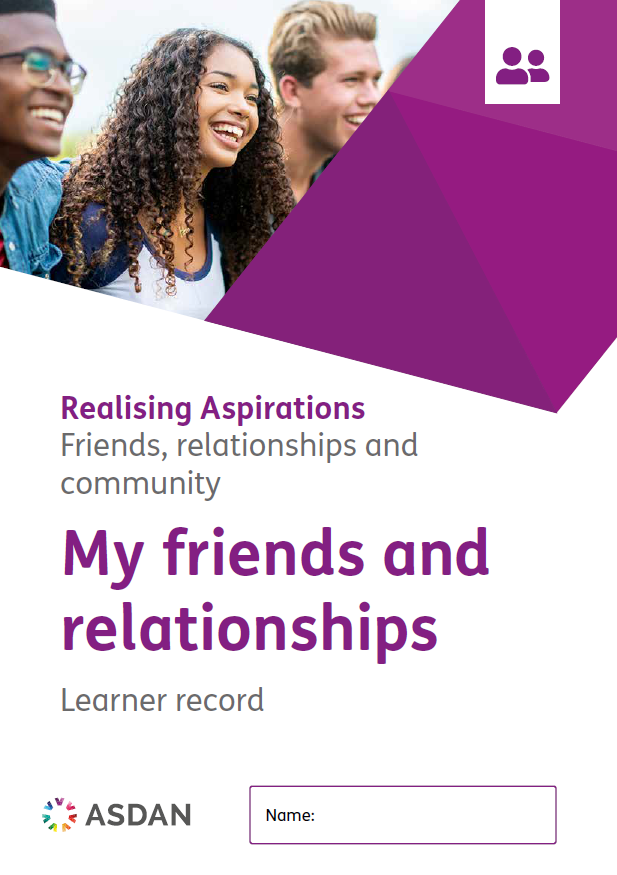 Realising Aspirations
Friends, relationships and
community
My friends and
relationships
Learner record
ASDAN
Name: